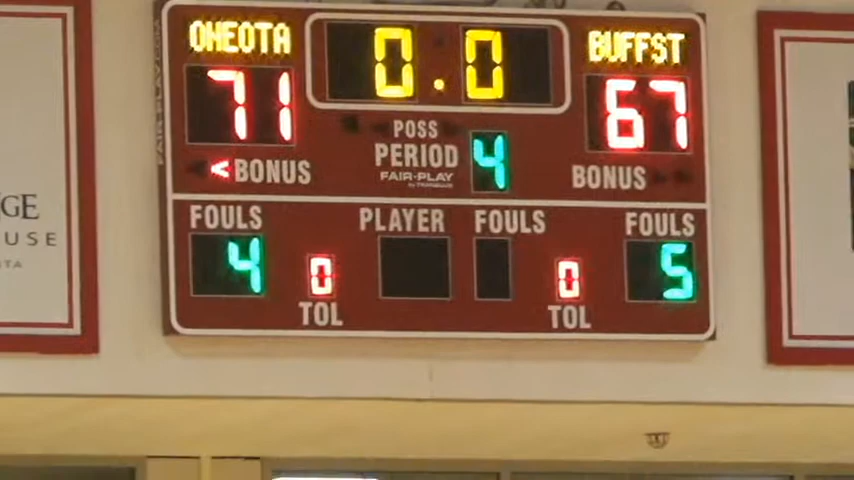 ONEOTA 0.0 BUFFST
71 67
POSS
PERIOD 4
FAIR-PLAY
< BONUS BONUS
FOULS PLAYER FOULS FOULS
4 0 0 5
TOL TOL
GE
USE
TA